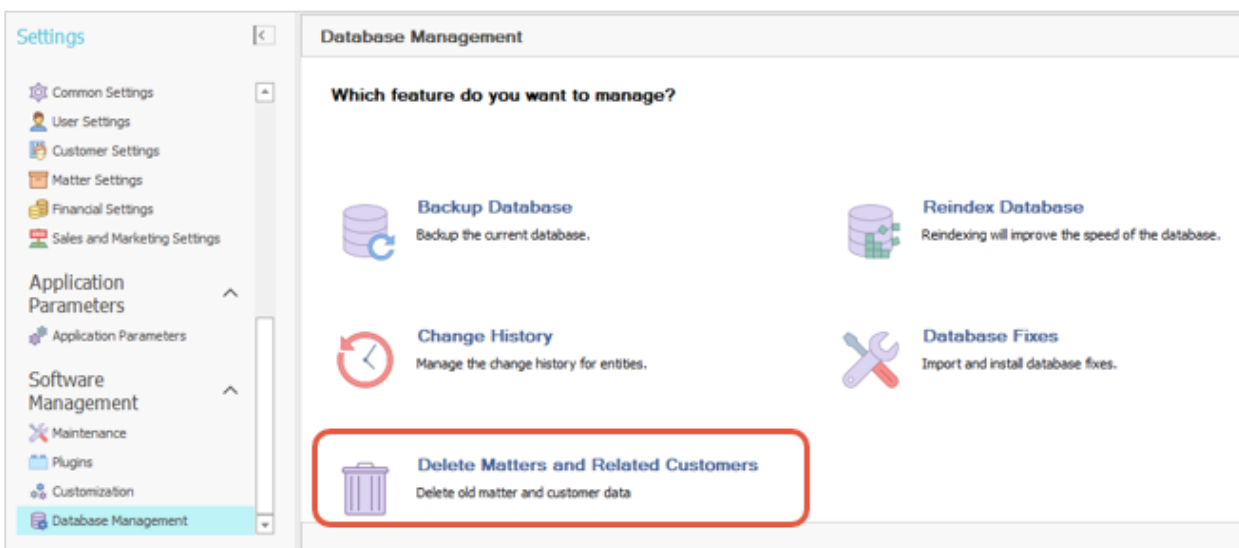 Settings
Common Settings
User Settings
Customer Settings
Matter Settings
Financial Settings
Sales and Marketing Settings
Application
Parameters
Application Parameters
Software
Management
Maintenance
Plugins
Customization
Database Management
Database Management
Which feature do you want to manage?
Backup Database
Backup the current database.
Reindex Database
Reindexing will improve the speed of the database.
Change History
Manage the change history for entities.
Database Fixes
Import and install database fixes.
Delete Matters and Related Customers
Delete old matter and customer data